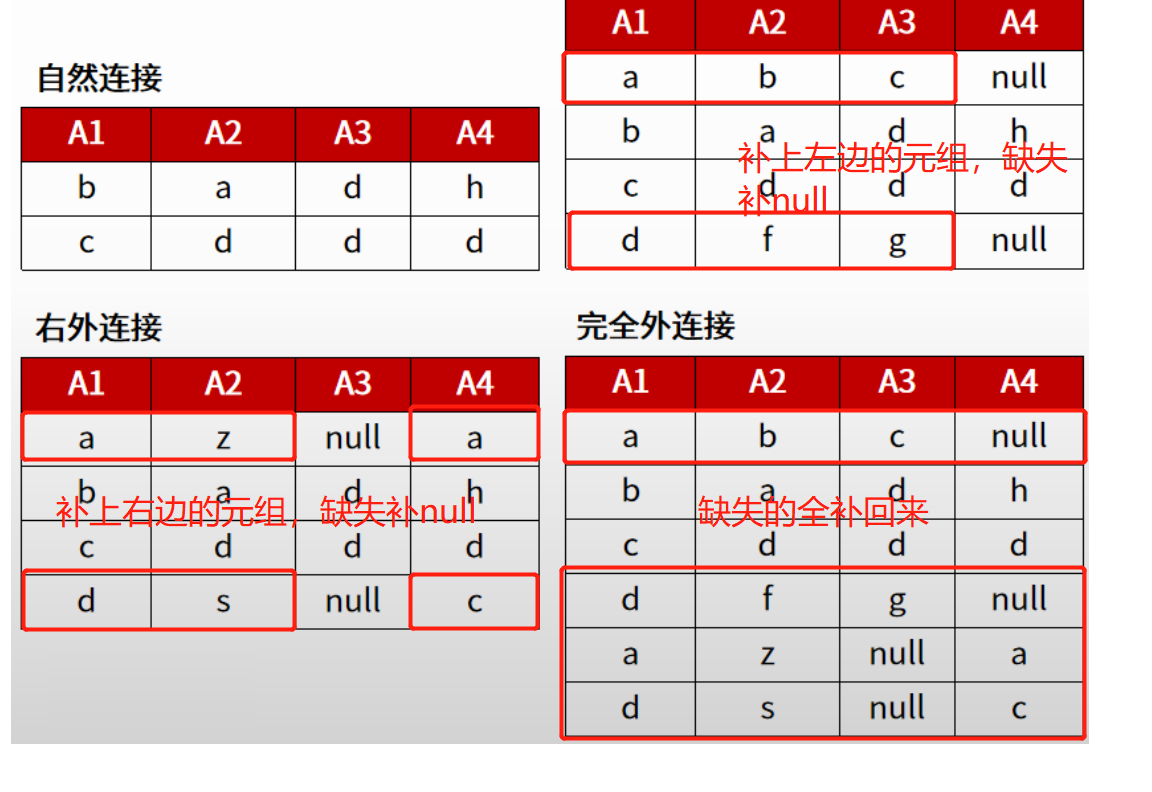 自然连接
A1 A2 A3 A4
b a d h
c d d d
A1 A2 A3 A4
a b c null
b a d h
补上左边的元组，缺失
c d d d
补null
d f g null
右外连接
A1 A2 A3 A4
a z null a
b a d h
补上右边的元组，缺失补null
c d d d
d s null c
完全外连接
A1 A2 A3 A4
a b c null
b a d h
缺失的全补回来
c d d d
d f g null
a z null a
d s null c